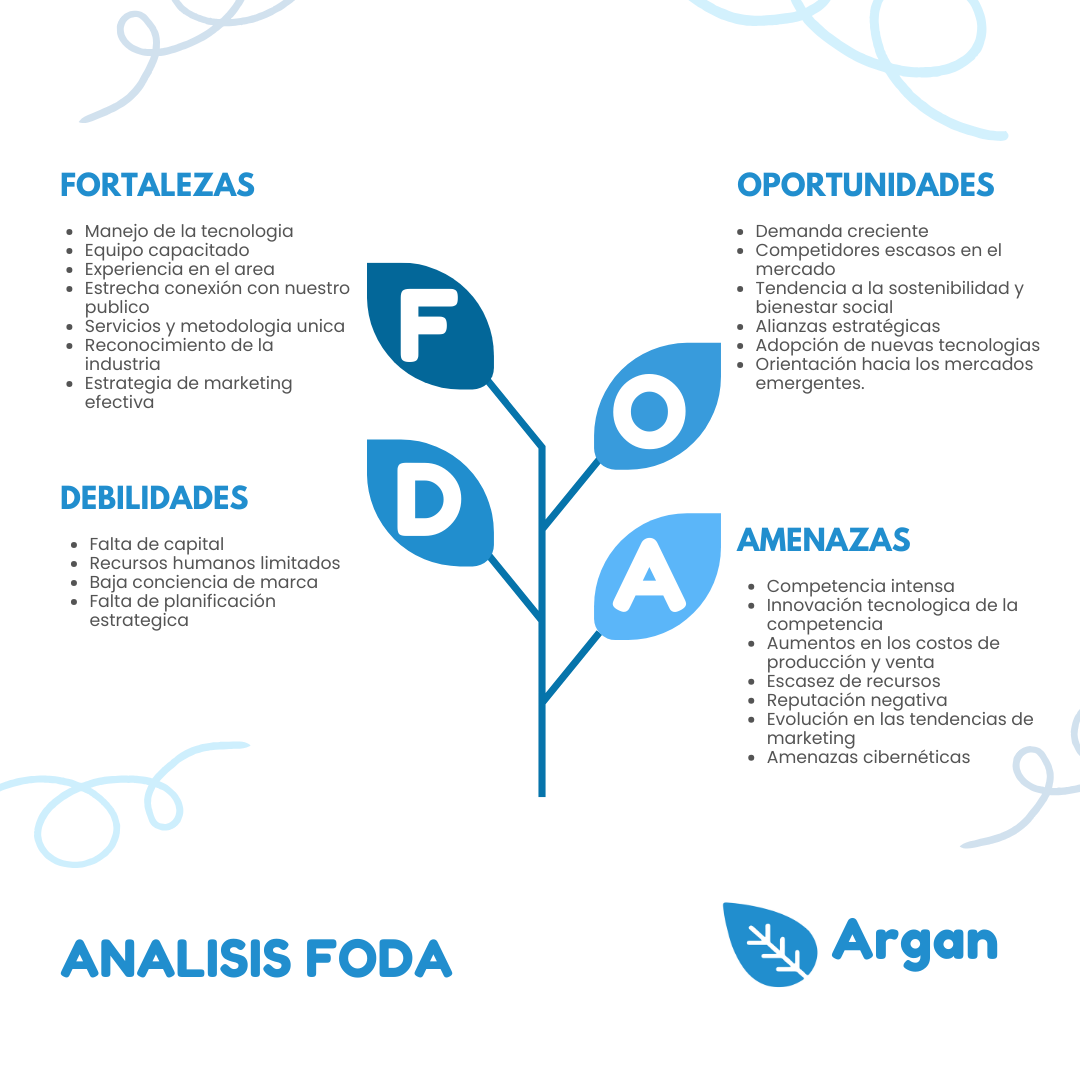 FORTALEZAS
• Manejo de la tecnologia
• Equipo capacitado
• Experiencia en el area
• Estrecha conexión con nuestro
publico
• Servicios y metodologia unica
• Reconocimiento de la
industria
• Estrategia de marketing
efectiva
F
OPORTUNIDADES
• Demanda creciente
• Competidores escasos en el
mercado
• Tendencia a la sostenibilidad y
bienestar social
• Alianzas estratégicas
• Adopción de nuevas tecnologias
• Orientación hacia los mercados
emergentes.
O
DEBILIDADES
• Falta de capital
• Recursos humanos limitados
• Baja conciencia de marca
• Falta de planificación
estrategica
D
AMENAZAS
• Competencia intensa
• Innovación tecnologica de la
competencia
• Aumentos en los costos de
producción y venta
• Escasez de recursos
• Reputación negativa
• Evolución en las tendencias de
marketing
• Amenazas cibernéticas
A
ANALISIS FODA
Argan